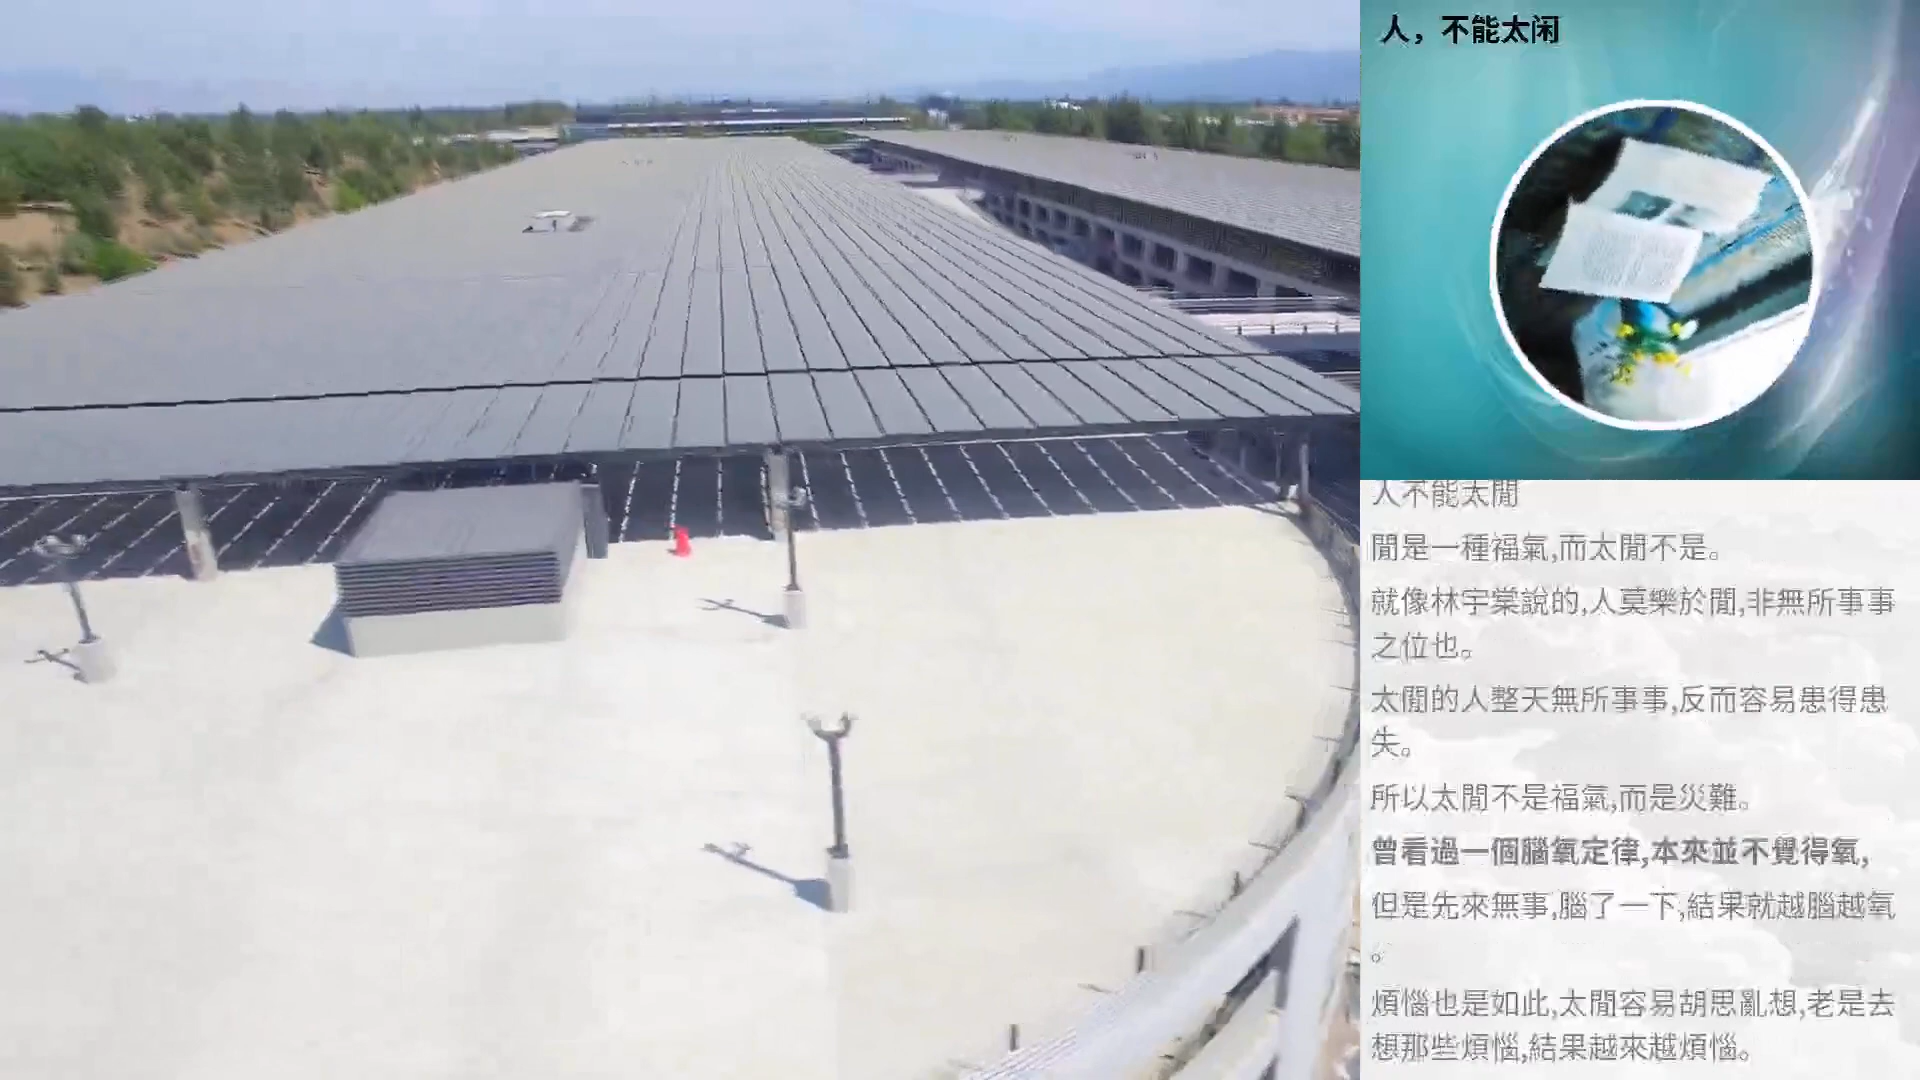 人，不能太闲
人不能太閒
閒是一種福氣,而太閒不是。
就像林宇棠說的,人莫樂於閒,非無所事事
之位也。
太閒的人整天無所事事,反而容易患得患
失。
所以太閒不是福氣,而是災難。
曾看過一個腦氧定律,本來並不覺得氧,
但是先來無事,腦了一下,結果就越腦越氧
。
煩惱也是如此,太閒容易胡思亂想,老是去
想那些煩惱,結果越來越煩惱。